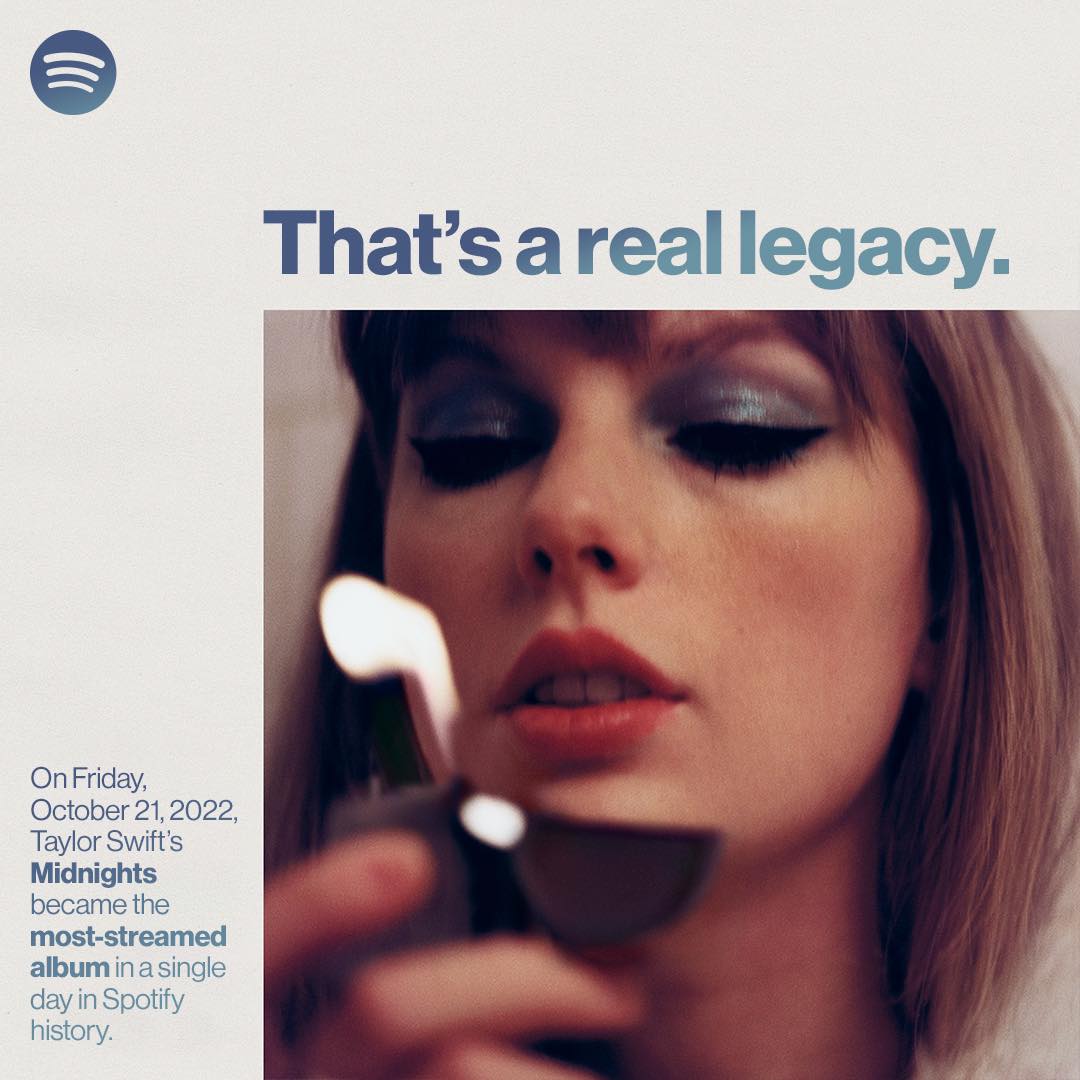 That’s a real legacy.
On Friday,
October 21, 2022,
Taylor Swift’s
Midnights
became the
most-streamed
album in a single
day in Spotify
history.